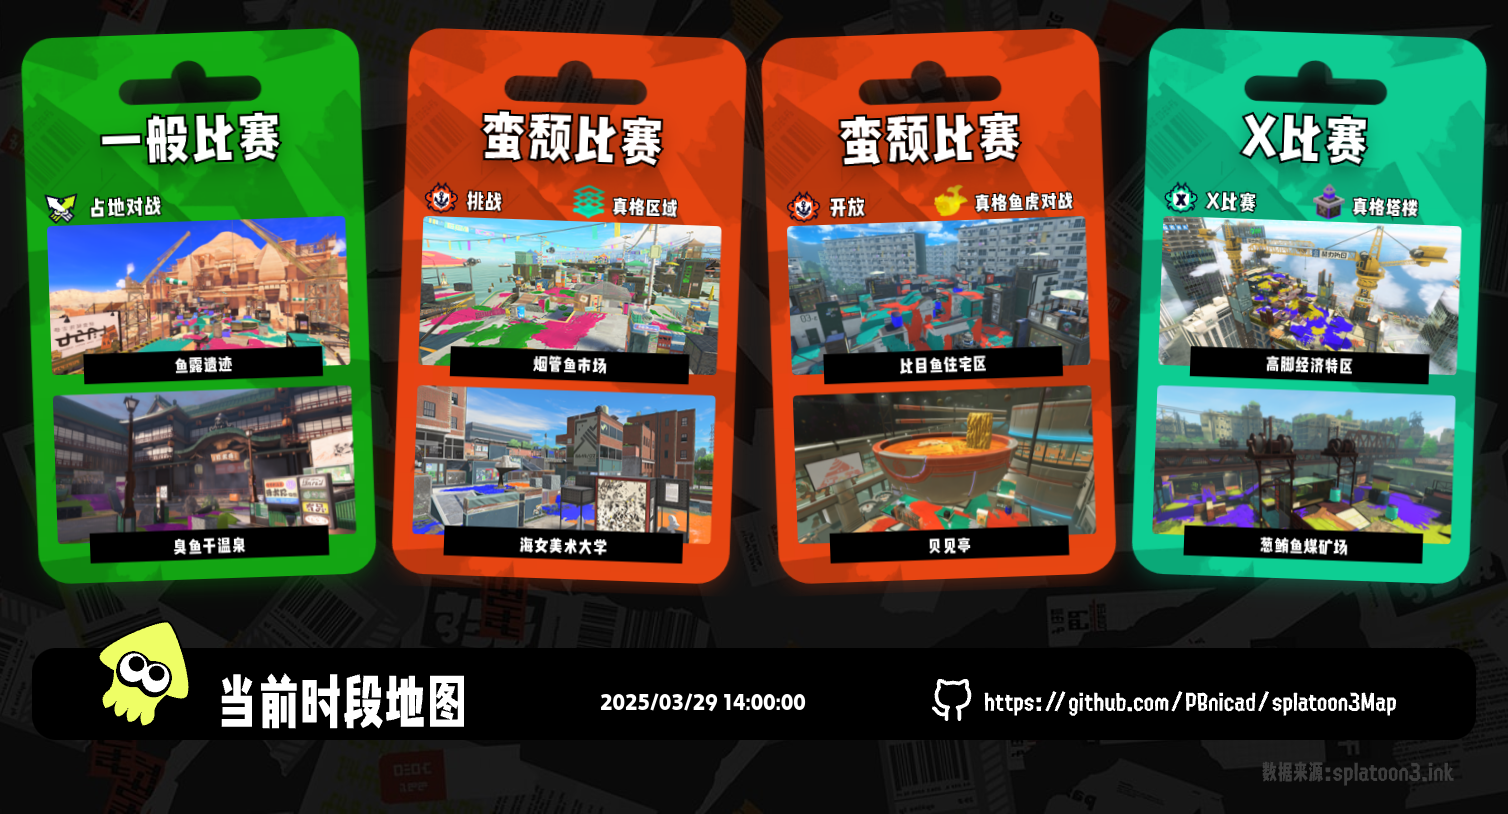 一般比赛
占地对战
鱼露遗迹
臭鱼干温泉
蛮颓比赛
挑战
真格区域
烟管鱼市场
海女美术大学
蛮颓比赛
开放
真格鱼虎对战
比目鱼住宅区
贝贝亭
X比赛
X比赛
真格塔楼
高脚经济特区
葱鲔鱼煤矿场
当前时段地图
2025/03/29 14:00:00
https://github.com/PBnicad/splatoon3Map
数据来源:splatoon3.ink